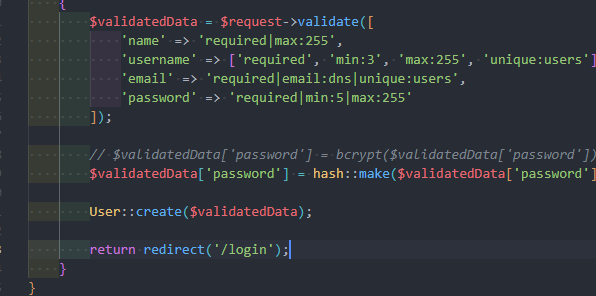 {
$validatedData = $request->validate([
'name' => 'required|max:255',
'username' => ['required', 'min:3', 'max:255', 'unique:users']
'email' => 'required|email:dns|unique:users',
'password' => 'required|min:5|max:255'
]);
// $validatedData['password'] = bcrypt($validatedData['password'])
$validatedData['password'] = hash::make($validatedData['password']
User::create($validatedData);
return redirect('/login');
}
}